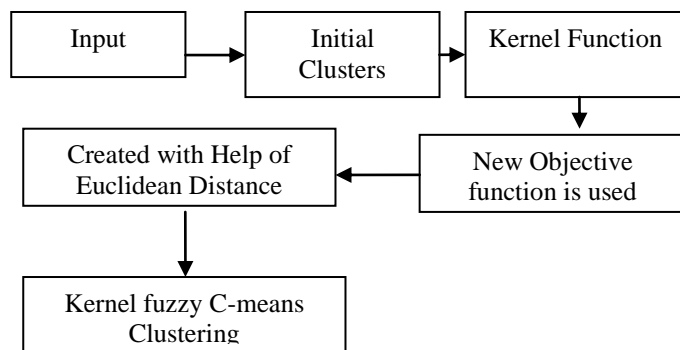 Input
Initial
Clusters
Kernel Function
New Objective
function is used
Created with Help of
Euclidean Distance
Kernel fuzzy C-means
Clustering